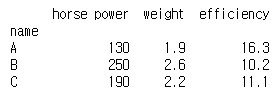 horse power weight efficiency
name
A 130 1.9 16.3
B 250 2.6 10.2
C 190 2.2 11.1